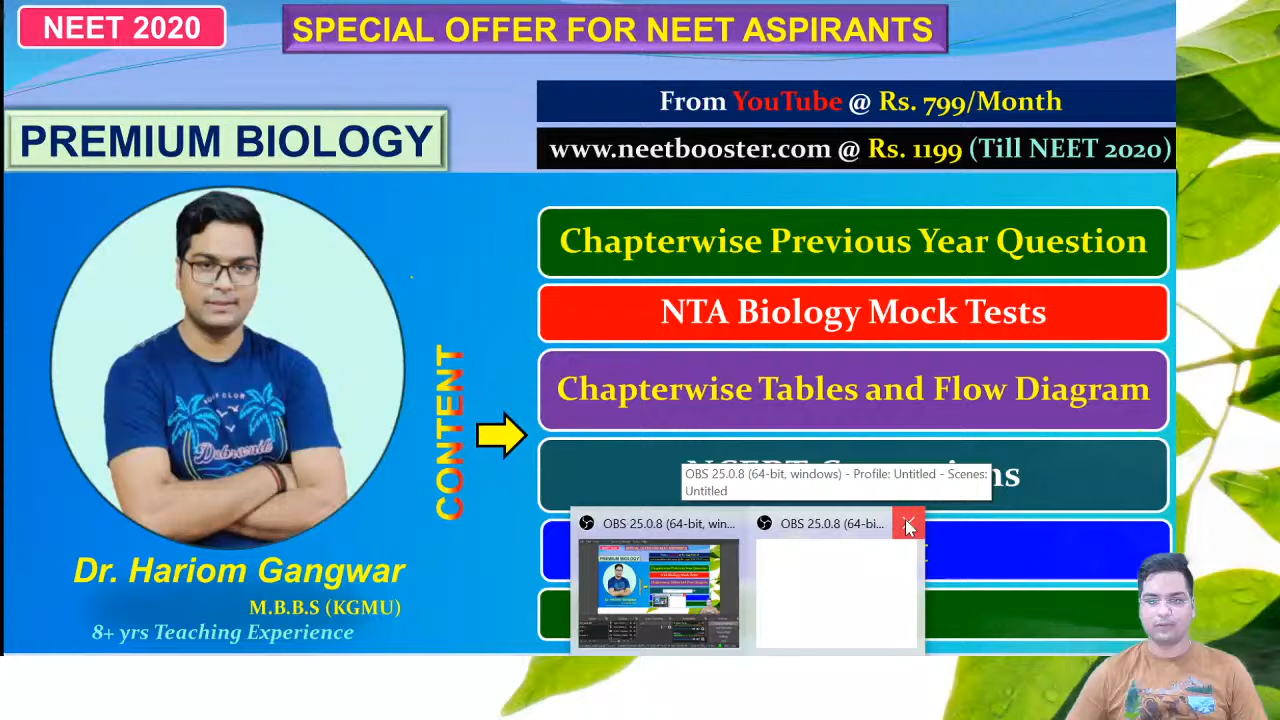 NEET 2020
SPECIAL OFFER FOR NEET ASPIRANTS
From YouTube @ Rs. 799/Month
PREMIUM BIOLOGY
www.neetbooster.com @ Rs. 1199 (Till NEET 2020)
Chapterwise Previous Year Question
NTA Biology Mock Tests
CONTENT
Chapterwise Tables and Flow Diagram
OBS 25.0.8 (64-bit, windows) - Profile: Untitled - Scenes:
Untitled
OBS 25.0.8 (64-bit, win...
OBS 25.0.8 (64-bi...
Dr. Hariom Gangwar
M.B.B.S (KGMU)
8+ yrs Teaching Experience